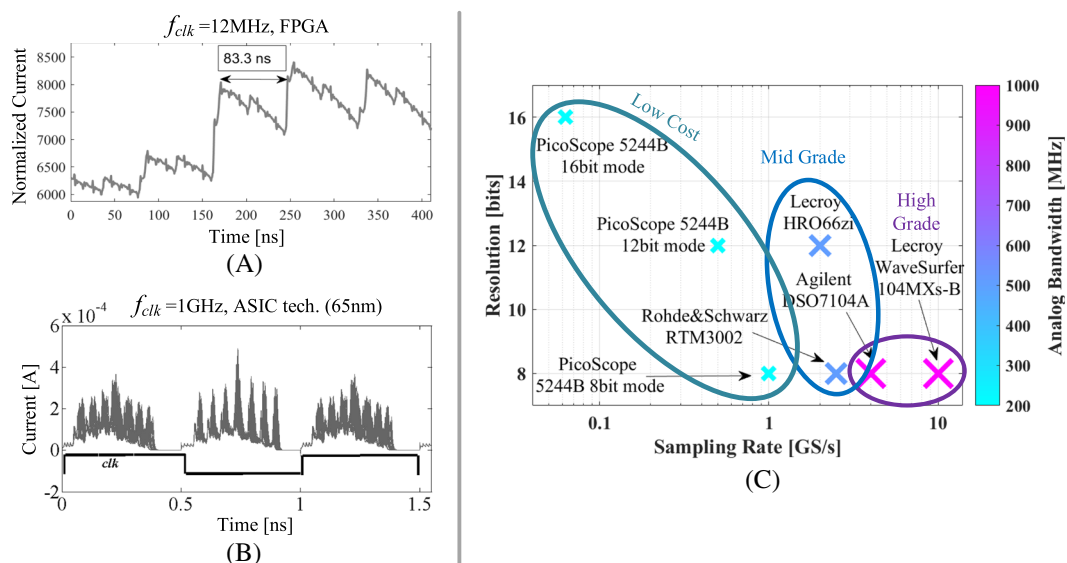 f_clk =12MHz, FPGA
83.3 ns
Normalized Current
8500
8000
7500
7000
6500
6000
0 50 100 150 200 250 300 350 400
Time [ns]
(A)
f_clk =1GHz, ASIC tech. (65nm)
6 x 10^-4
4
2
0
-2
Current [A]
clk
0 0.5 1 1.5
Time [ns]
(B)
Low Cost
PicoScope 5244B
16bit mode
Mid Grade
Lecroy
HRO66zi
High
Grade
Lecroy
WaveSurfer
104MXs-B
PicoScope 5244B
12bit mode
Agilent
DSO7104A
Rohde&Schwarz
RTM3002
PicoScope
5244B 8bit mode
Resolution [bits]
16
14
12
10
8
0.1 1 10
Sampling Rate [GS/s]
(C)
1000
900
800
700
600
500
400
300
200
Analog Bandwidth [MHz]